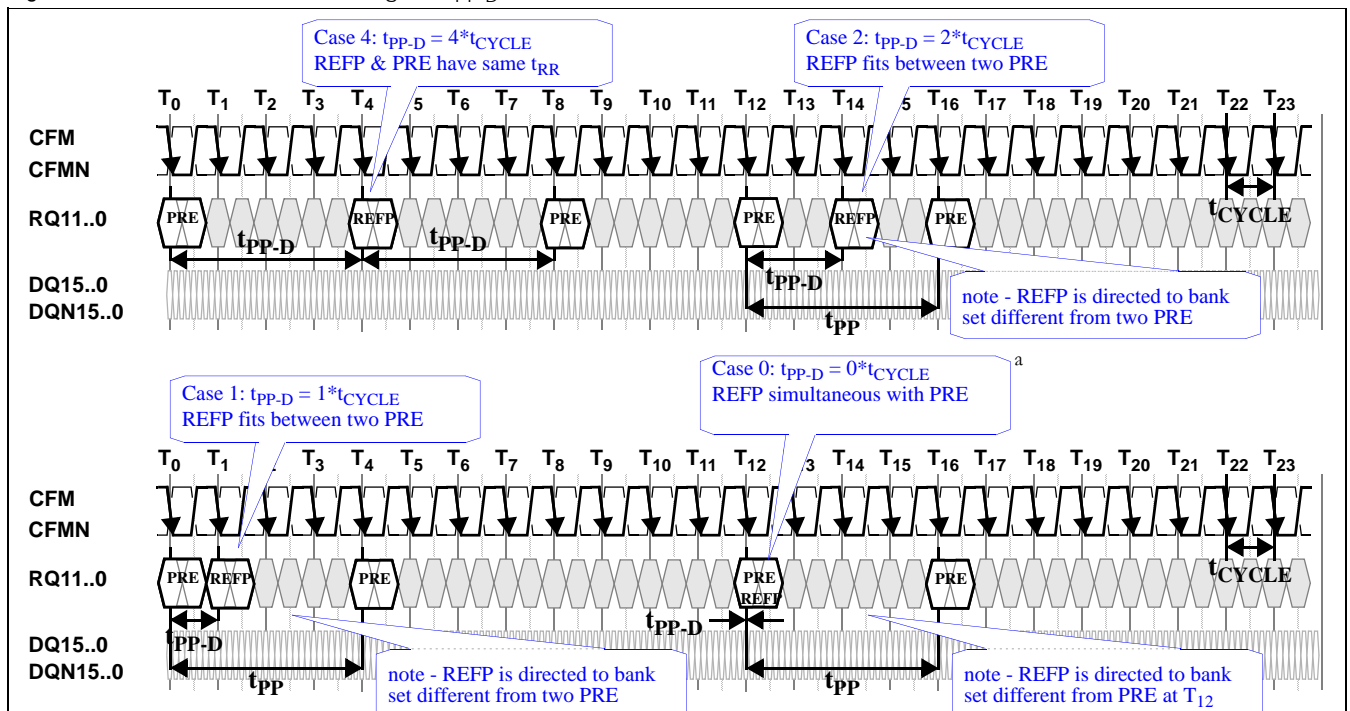 Case 4: tPP-D = 4*tCYCLE
REFP & PRE have same tRR
Case 2: tPP-D = 2*tCYCLE
REFP fits between two PRE
T0 T1 T2 T3 T4 5 T6 T7 T8 T9 T10 T11 T12 T13 T14 5 T16 T17 T18 T19 T20 T21 T22 T23
CFM
CFMN
RQ11..0 PRE REFP PRE PRE REFP PRE
tCYCLE
tPP-D tPP-D tPP-D
DQ15..0
DQN15..0
tPP
note - REFP is directed to bank
set different from two PRE
Case 1: tPP-D = 1*tCYCLE
REFP fits between two PRE
Case 0: tPP-D = 0*tCYCLE
REFP simultaneous with PRE
a
T0 T1 T3 T4 T5 T6 T7 T8 T9 T10 T11 T12 3 T14 T15 T16 T17 T18 T19 T20 T21 T22 T23
CFM
CFMN
RQ11..0 PRE REFP PRE PRE PRE
REFP
tCYCLE
tPP-D tPP-D
DQ15..0
DQN15..0
tPP tPP
note - REFP is directed to bank
set different from two PRE
note - REFP is directed to bank
set different from PRE at T12